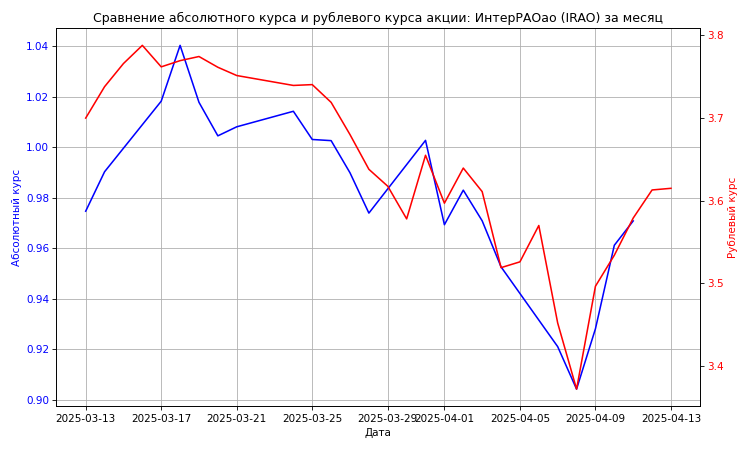 Сравнение абсолютного курса и рублевого курса акции: ИнтерРАОао (IRAO) за месяц
1.04
1.02
1.00
0.98
0.96
0.94
0.92
0.90
Абсолютный курс
3.8
3.7
3.6
3.5
3.4
Рублевый курс
2025-03-13 2025-03-17 2025-03-21 2025-03-25 2025-03-29 2025-04-01 2025-04-05 2025-04-09 2025-04-13
Дата